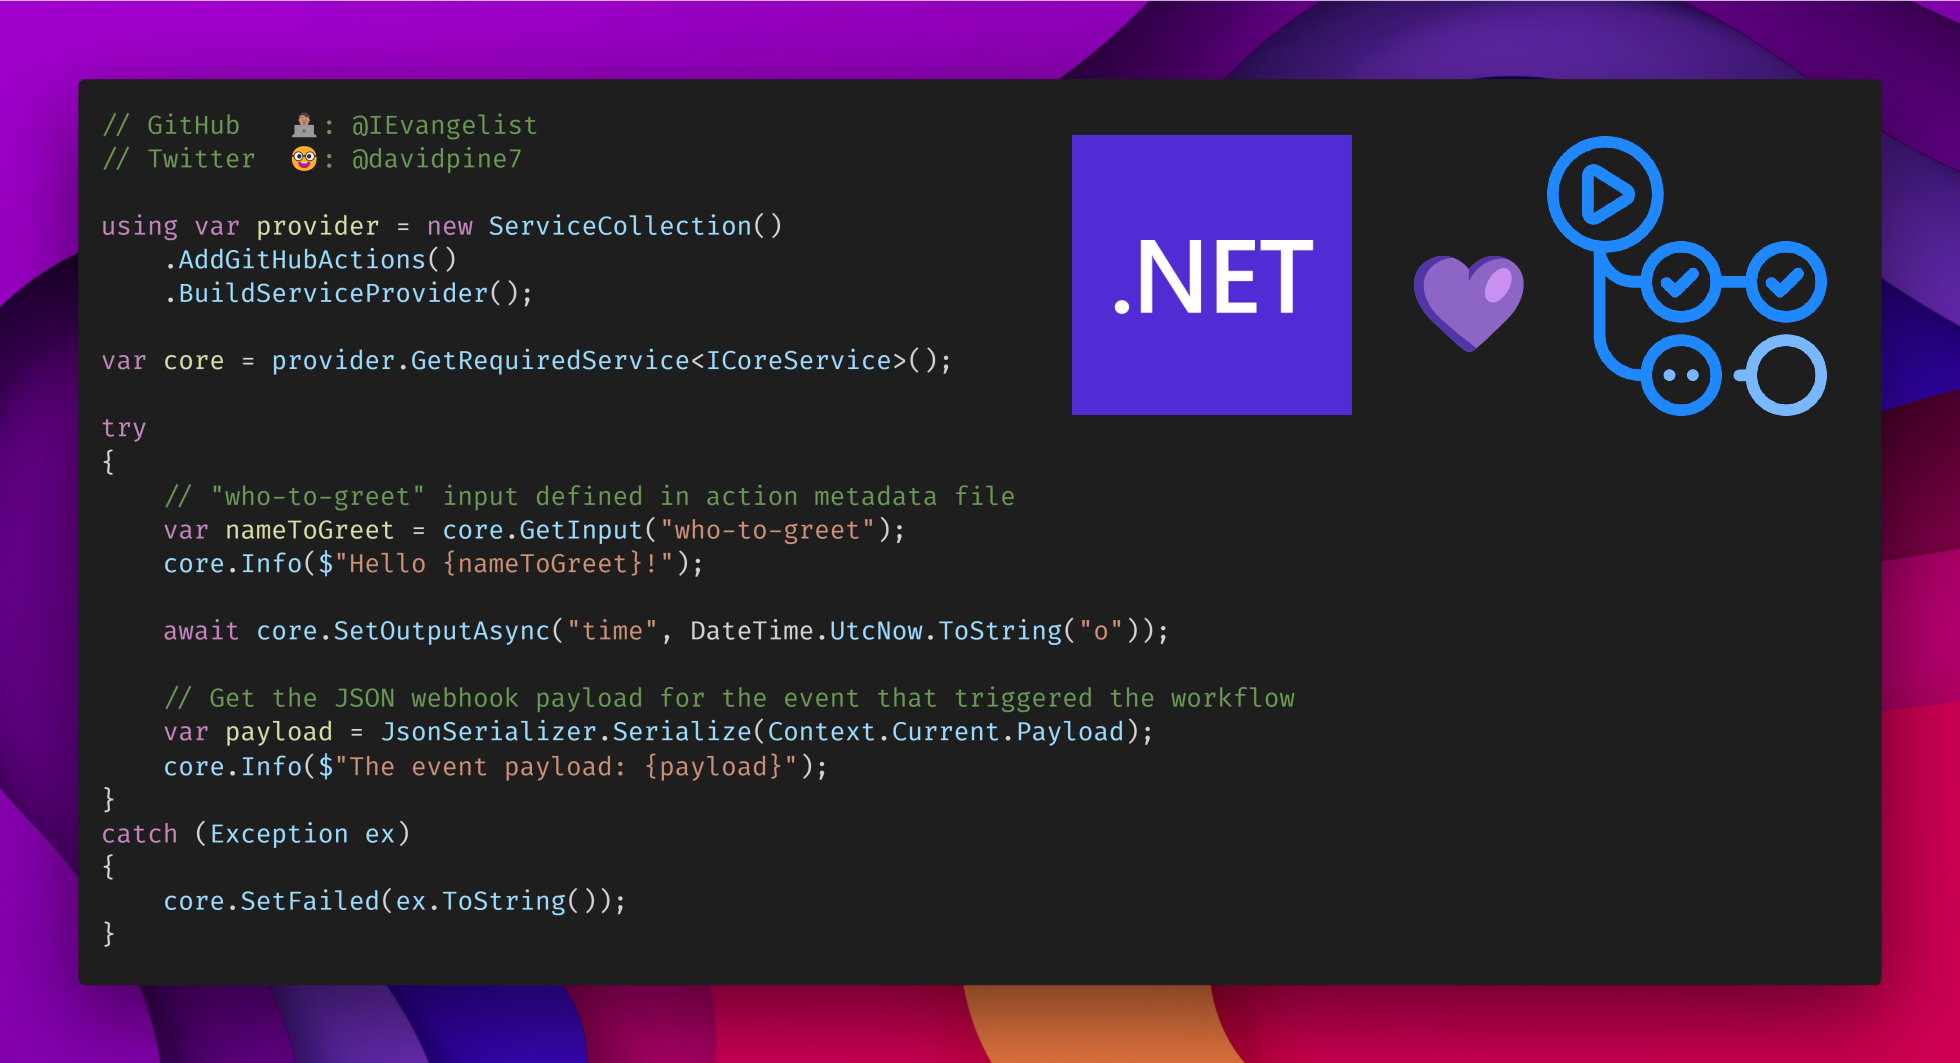 // GitHub   👨🏽‍💻: @IEvangelist
// Twitter  🤓: @davidpine7
using var provider = new ServiceCollection()
    .AddGitHubActions()
    .BuildServiceProvider();
var core = provider.GetRequiredService<ICoreService>();
try
{
    // "who-to-greet" input defined in action metadata file
    var nameToGreet = core.GetInput("who-to-greet");
    core.Info($"Hello {nameToGreet}!");
    await core.SetOutputAsync("time", DateTime.UtcNow.ToString("o"));
    // Get the JSON webhook payload for the event that triggered the workflow
    var payload = JsonSerializer.Serialize(Context.Current.Payload);
    core.Info($"The event payload: {payload}");
}
catch (Exception ex)
{
    core.SetFailed(ex.ToString());
}
.NET